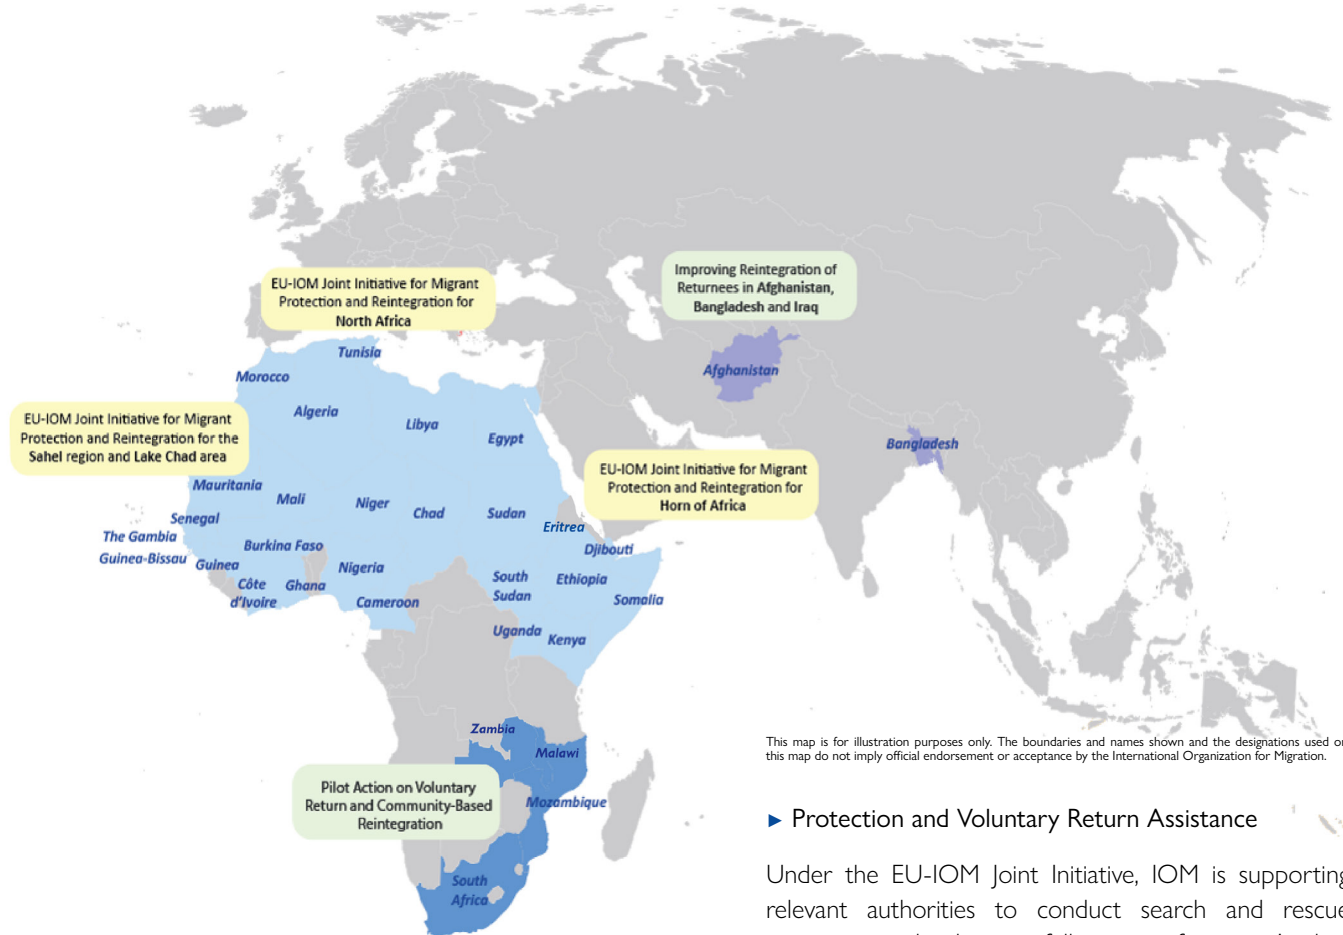 EU-IOM Joint Initiative for Migrant
Protection and Reintegration for
North Africa
Improving Reintegration of
Returnees in Afghanistan,
Bangladesh and Iraq
Tunisia
Morocco
Afghanistan
Algeria
Libya
Egypt
EU-IOM Joint Initiative for Migrant
Protection and Reintegration for the
Sahel region and Lake Chad area
Bangladesh
EU-IOM Joint Initiative for Migrant
Protection and Reintegration for
Horn of Africa
Mauritania
Mali
Niger
Chad
Sudan
Senegal
Eritrea
The Gambia
Guinea-Bissau
Burkina Faso
Djibouti
Guinea
Nigeria
Côte
d'Ivoire
Ghana
South
Sudan
Ethiopia
Somalia
Cameroon
Uganda
Kenya
Zambia
Malawi
Mozambique
Pilot Action on Voluntary
Return and Community-Based
Reintegration
South
Africa
This map is for illustration purposes only. The boundaries and names shown and the designations used on
this map do not imply official endorsement or acceptance by the International Organization for Migration.
► Protection and Voluntary Return Assistance
Under the EU-IOM Joint Initiative, IOM is supporting
relevant authorities to conduct search and rescue